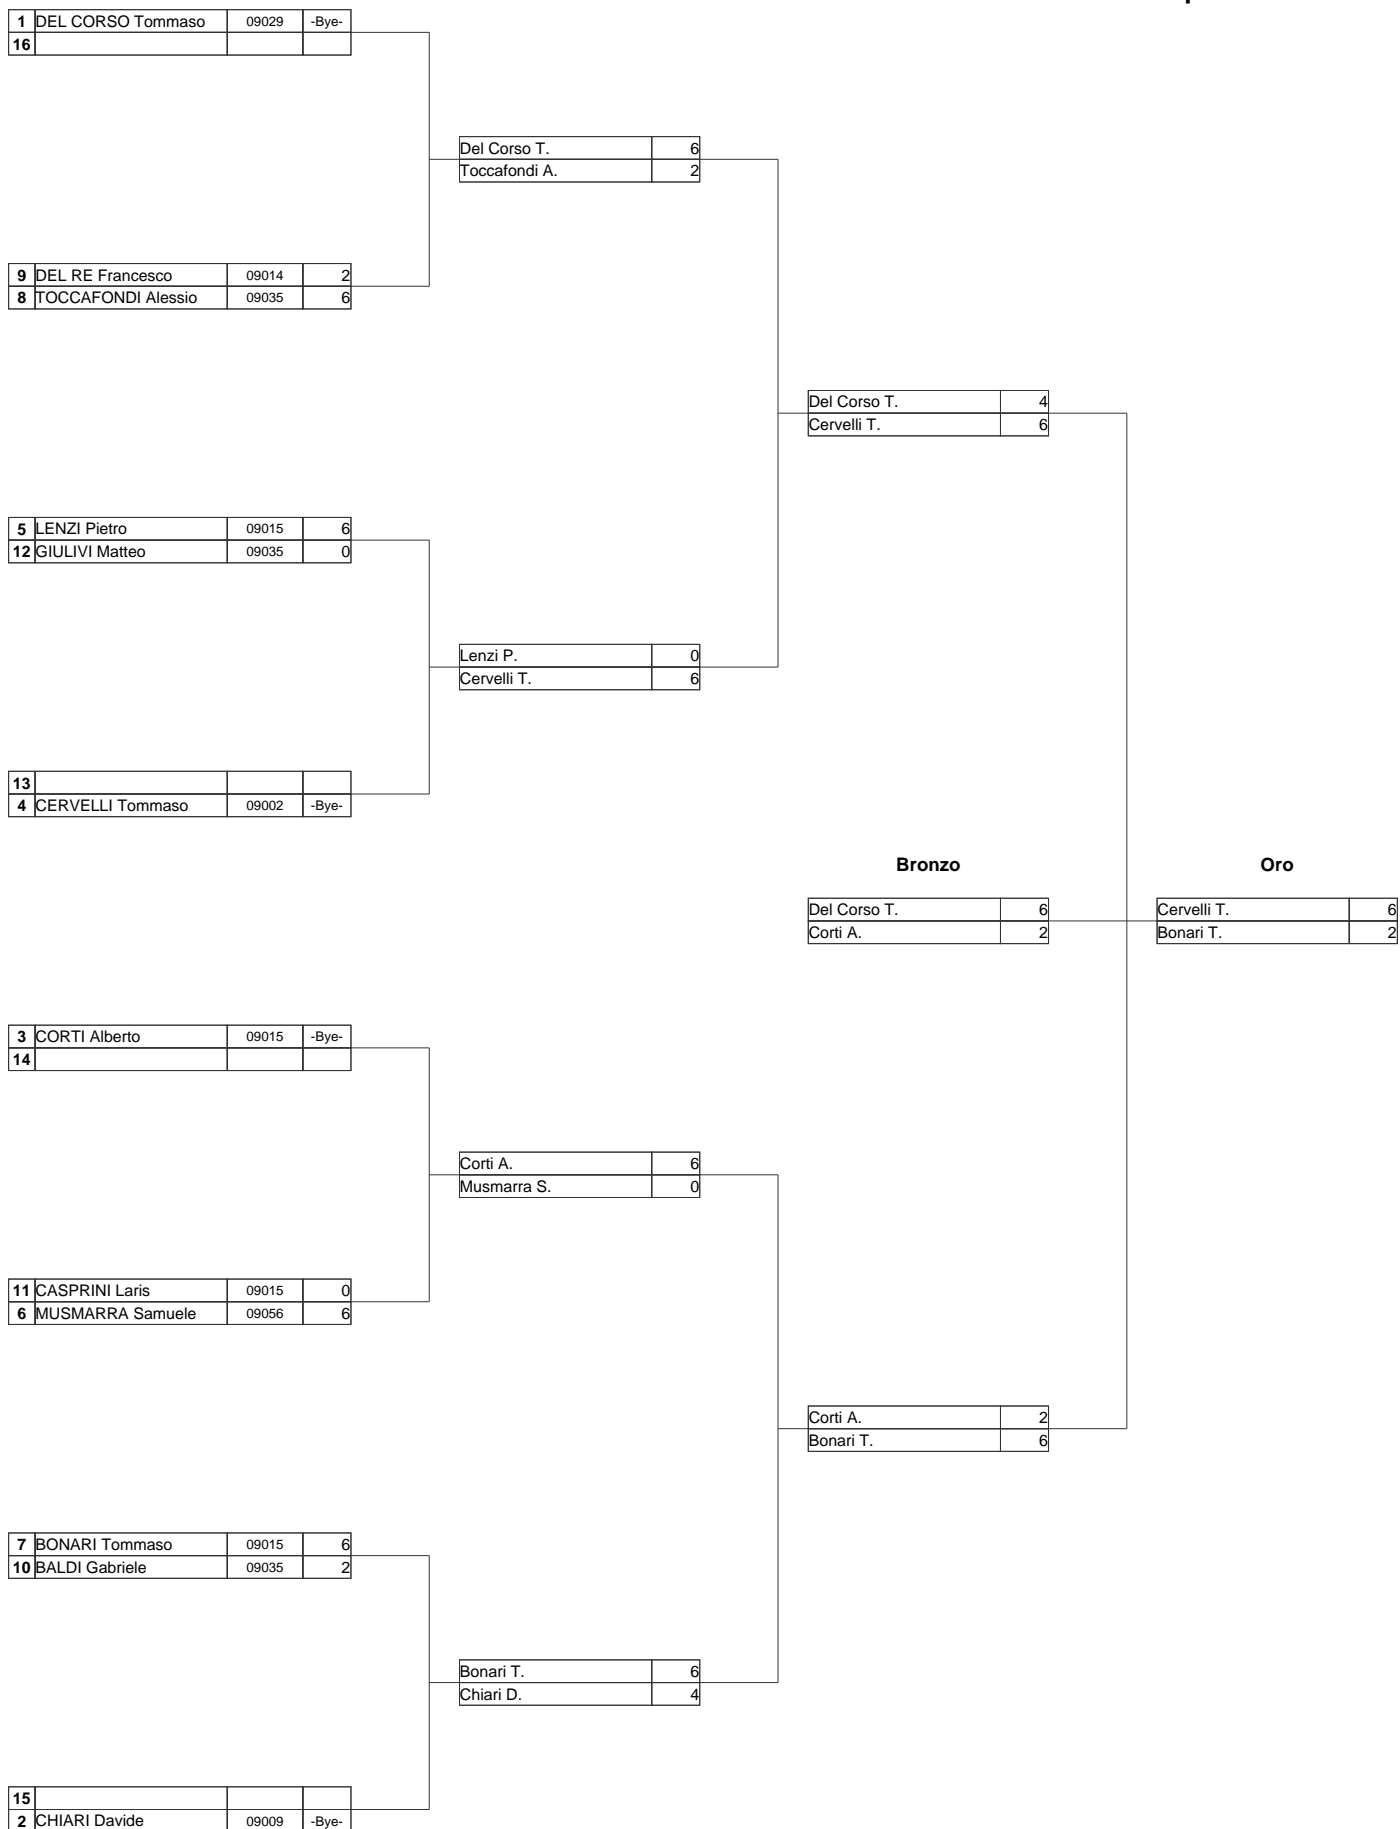 1 DEL CORSO Tommaso 09029 -Bye-
16
Del Corso T. 6
Toccafondi A. 2
9 DEL RE Francesco 09014 2
8 TOCCAFONDI Alessio 09035 6
Del Corso T. 4
Cervelli T. 6
5 LENZI Pietro 09015 6
12 GIULIVI Matteo 09035 0
Lenzi P. 0
Cervelli T. 6
13
4 CERVELLI Tommaso 09002 -Bye-
Bronzo Oro
Del Corso T. 6 Cervelli T. 6
Corti A. 2 Bonari T. 2
3 CORTI Alberto 09015 -Bye-
14
Corti A. 6
Musmarra S. 0
11 CASPRINI Laris 09015 0
6 MUSMARRA Samuele 09056 6
Corti A. 2
Bonari T. 6
7 BONARI Tommaso 09015 6
10 BALDI Gabriele 09035 2
Bonari T. 6
Chiari D. 4
15
2 CHIARI Davide 09009 -Bye-